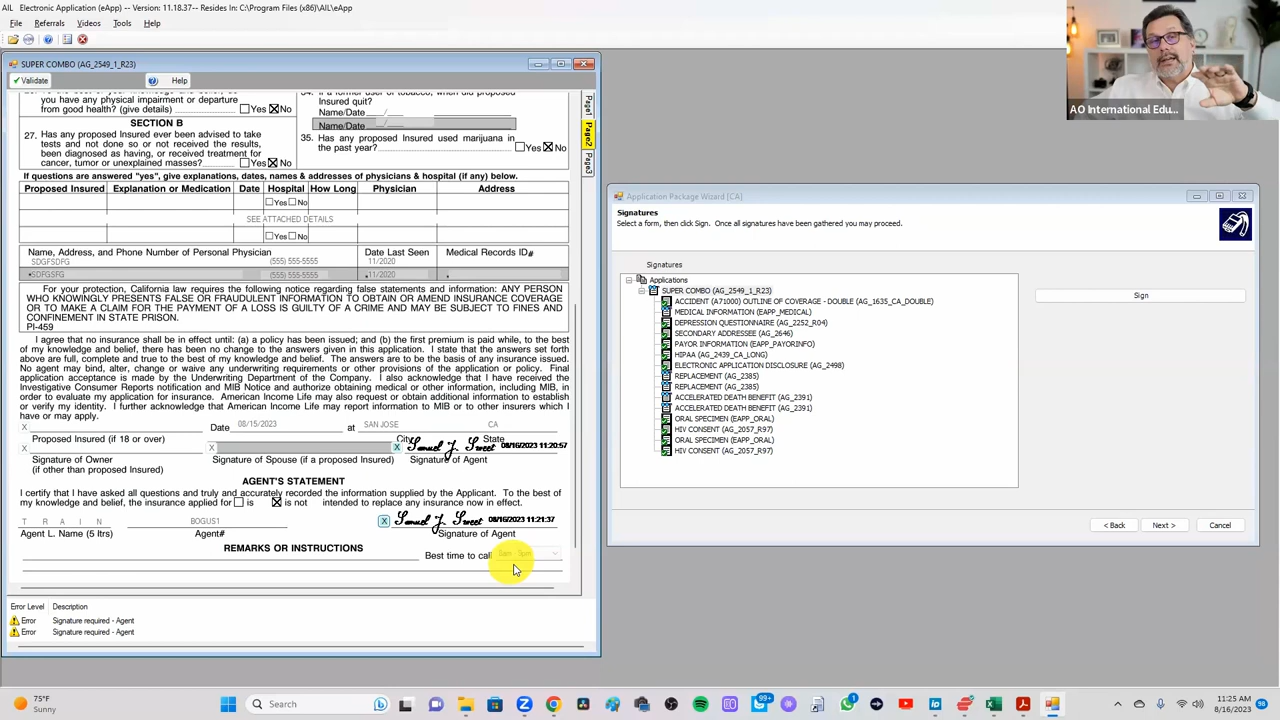 AIL Electronic Application (eApp) -- Version: 11.18.37-- Resides In: C:\Program Files (x86)\AIL\eApp
File Referrals Videos Tools Help
SUPER COMBO (AG_2549_1_R23)
Validate Help
you have any physical impairment or departure
from good health? (give details) Yes No
SECTION B
27. Has any proposed Insured ever been advised to take
tests and not done so or not received the results,
been diagnosed as having, or received treatment for
cancer, tumor or unexplained masses? Yes No
Insured quit?
Name/Date
Name/Date
35. Has any proposed Insured used marijuana in
the past year? Yes No
If questions are answered "yes", give explanations, dates, names & addresses of physicians & hospital (if any) below.
Proposed Insured Explanation or Medication Date Hospital How Long Physician Address
Yes No
SEE ATTACHED DETAILS
Yes No
Name, Address, and Phone Number of Personal Physician Date Last Seen Medical Records ID#
SDGFSDFG (555) 555-5555 11/2020
SDFGSFG (555) 555-5555 11/2020
For your protection, California law requires the following notice regarding false statements and information: ANY PERSON
WHO KNOWINGLY PRESENTS FALSE OR FRAUDULENT INFORMATION TO OBTAIN OR AMEND INSURANCE COVERAGE
OR TO MAKE A CLAIM FOR THE PAYMENT OF A LOSS IS GUILTY OF A CRIME AND MAY BE SUBJECT TO FINES AND
CONFINEMENT IN STATE PRISON.
PI-459
I agree that no insurance shall be in effect until: (a) a policy has been issued; and (b) the first premium is paid while, to the best
of my knowledge and belief, there has been no change to the answers given in this application. I state that the answers set forth
above are full, complete and true to the best of my knowledge and belief. The answers are to be the basis of any insurance issued.
No agent may bind, alter, change or waive any underwriting requirements or other provisions of the application or policy. Final
application acceptance is made by the Underwriting Department of the Company. I also acknowledge that I have received the
Investigative Consumer Reports notification and MIB Notice and authorize obtaining medical or other information, including MIB, in
order to evaluate my application for insurance. American Income Life may also request or obtain additional information to establish
or verify my identity. I further acknowledge that American Income Life may report information to MIB or to other insurers which I
have or may apply.
X Date 08/15/2023 at SAN JOSE CA
Proposed Insured (if 18 or over) City State
X X X Samuel J. Sweet 08/16/2023 11:20:57
Signature of Owner Signature of Spouse (if a proposed Insured) Signature of Agent
(if other than proposed Insured)
AGENT'S STATEMENT
I certify that I have asked all questions and truly and accurately recorded the information supplied by the Applicant. To the best of
my knowledge and belief, the insurance applied for is is not intended to replace any insurance now in effect.
T R A I N BOGUS1 X Samuel J. Sweet 08/16/2023 11:21:37
Agent L. Name (5 ltrs) Agent# Signature of Agent
REMARKS OR INSTRUCTIONS Best time to call
Error Level Description
Error Signature required - Agent
Error Signature required - Agent
Page1
Page2
Page3
Application Package Wizard [CA]
Signatures
Select a form, then click Sign. Once all signatures have been gathered you may proceed.
Signatures
Applications
SUPER COMBO (AG_2549_1_R23)
ACCIDENT (A71000) OUTLINE OF COVERAGE - DOUBLE (AG_1635_CA_DOUBLE)
MEDICAL INFORMATION (EAPP_MEDICAL)
DEPRESSION QUESTIONNAIRE (AG_2252_R04)
SECONDARY ADDRESSEE (AG_2646)
PAYOR INFORMATION (EAPP_PAYORINFO)
HIPAA (AG_2439_CA_LONG)
ELECTRONIC APPLICATION DISCLOSURE (AG_2498)
REPLACEMENT (AG_2385)
REPLACEMENT (AG_2385)
ACCELERATED DEATH BENEFIT (AG_2391)
ACCELERATED DEATH BENEFIT (AG_2391)
ORAL SPECIMEN (EAPP_ORAL)
HIV CONSENT (AG_2057_R97)
ORAL SPECIMEN (EAPP_ORAL)
HIV CONSENT (AG_2057_R97)
Sign
< Back Next > Cancel
AO International Edu...
75°F
Sunny
Search
99+
1
11:25 AM
8/16/2023
98